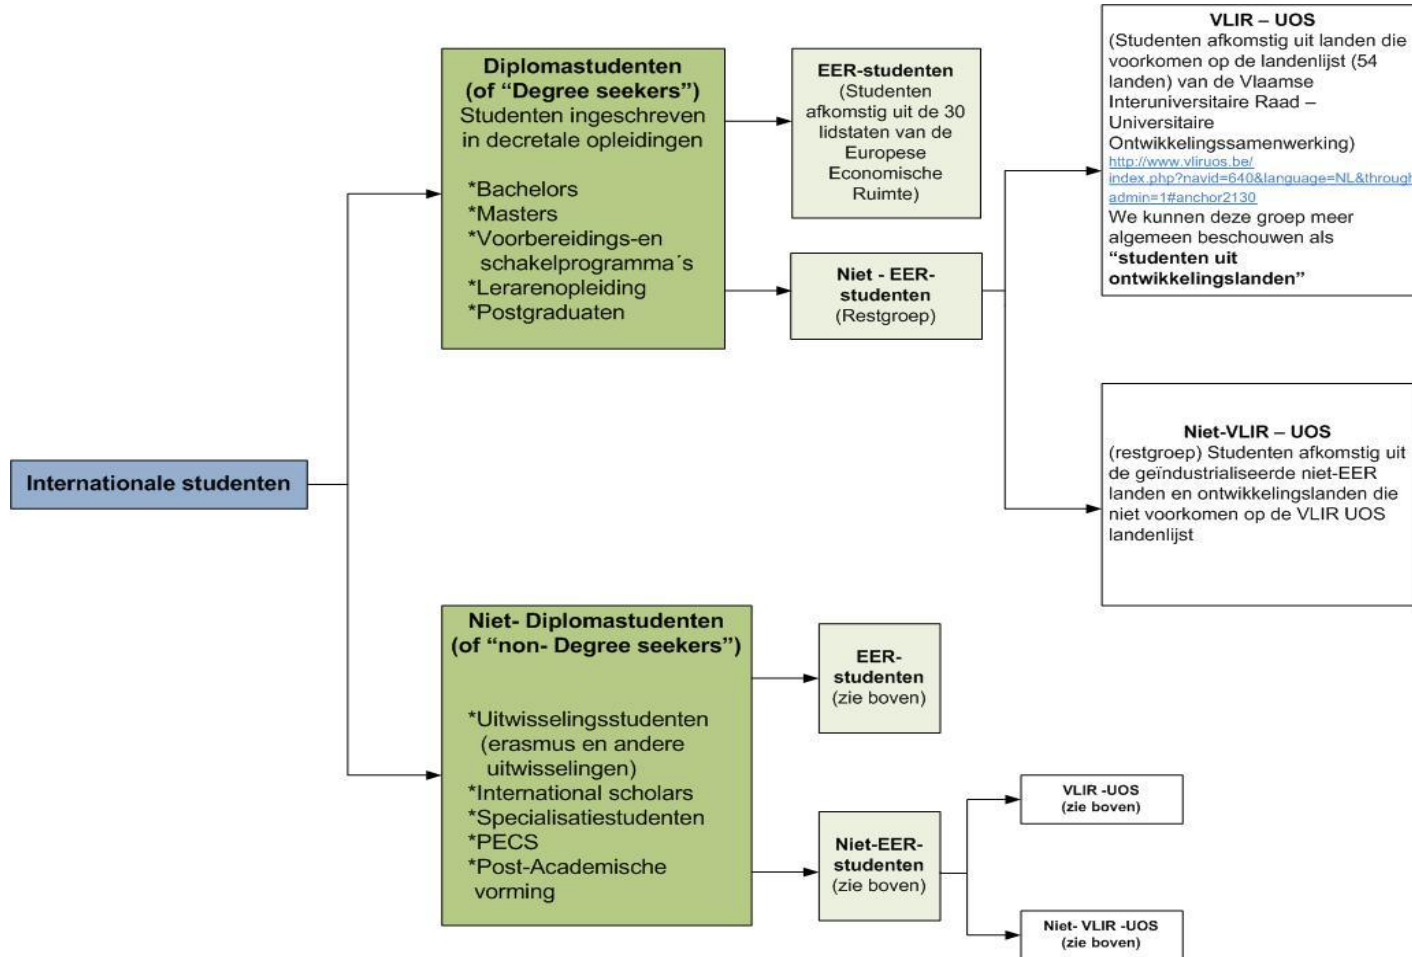 Internationale studenten
Diplomastudenten
(of “Degree seekers”)
Studenten ingeschreven
in decretale opleidingen
*Bachelors
*Masters
*Voorbereidings-en
schakelprogramma´s
*Lerarenopleiding
*Postgraduaten
EER-studenten
(Studenten
afkomstig uit de 30
lidstaten van de
Europese
Economische
Ruimte)
Niet - EER-
studenten
(Restgroep)
VLIR – UOS
(Studenten afkomstig uit landen die
voorkomen op de landenlijst (54
landen) van de Vlaamse
Interuniversitaire Raad –
Universitaire
Ontwikkelingssamenwerking)
http://www.vliruos.be/
index.php?navid=640&language=NL&through
admin=1#anchor2130
We kunnen deze groep meer
algemeen beschouwen als
“studenten uit
ontwikkelingslanden”
Niet-VLIR – UOS
(restgroep) Studenten afkomstig uit
de geïndustrialiseerde niet-EER
landen en ontwikkelingslanden die
niet voorkomen op de VLIR UOS
landenlijst
Niet- Diplomastudenten
(of “non- Degree seekers”)
*Uitwisselingsstudenten
(erasmus en andere
uitwisselingen)
*International scholars
*Specialisatiestudenten
*PECS
*Post-Academische
vorming
EER-
studenten
(zie boven)
Niet-EER-
studenten
(zie boven)
VLIR -UOS
(zie boven)
Niet- VLIR -UOS
(zie boven)